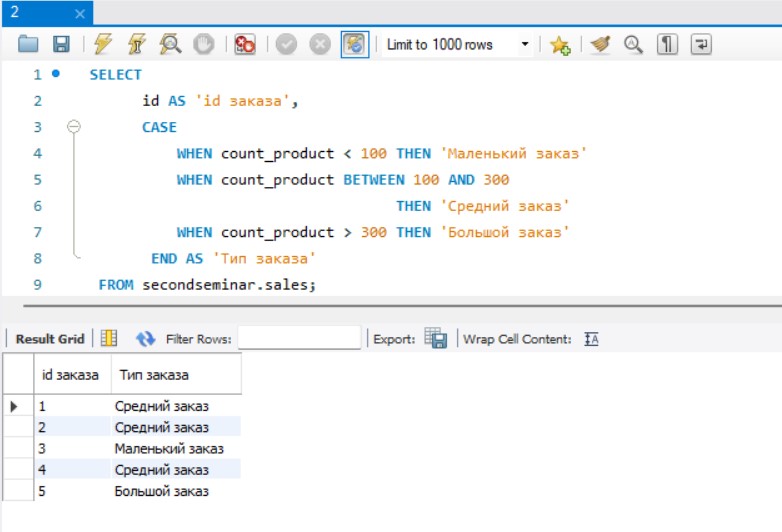 2
Limit to 1000 rows
1 SELECT
2 id AS 'id заказа',
3 CASE
4 WHEN count_product < 100 THEN 'Маленький заказ'
5 WHEN count_product BETWEEN 100 AND 300
6 THEN 'Средний заказ'
7 WHEN count_product > 300 THEN 'Большой заказ'
8 END AS 'Тип заказа'
9 FROM secondseminar.sales;
Result Grid Filter Rows: Export: Wrap Cell Content:
id заказа Тип заказа
1 Средний заказ
2 Средний заказ
3 Маленький заказ
4 Средний заказ
5 Большой заказ